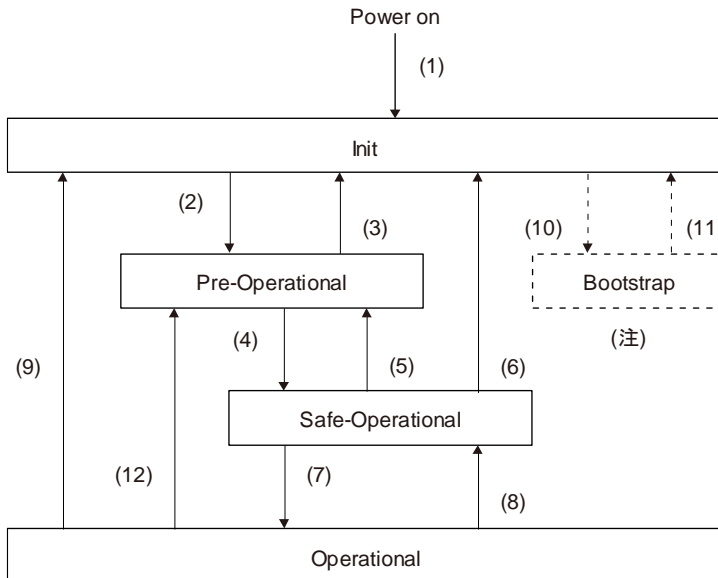 Power on
(1)
Init
(2)
(3)
(10)
(11
Pre-Operational
Bootstrap
(注)
(4)
(9)
(5)
(6)
Safe-Operational
(12)
(7)
(8)
Operational